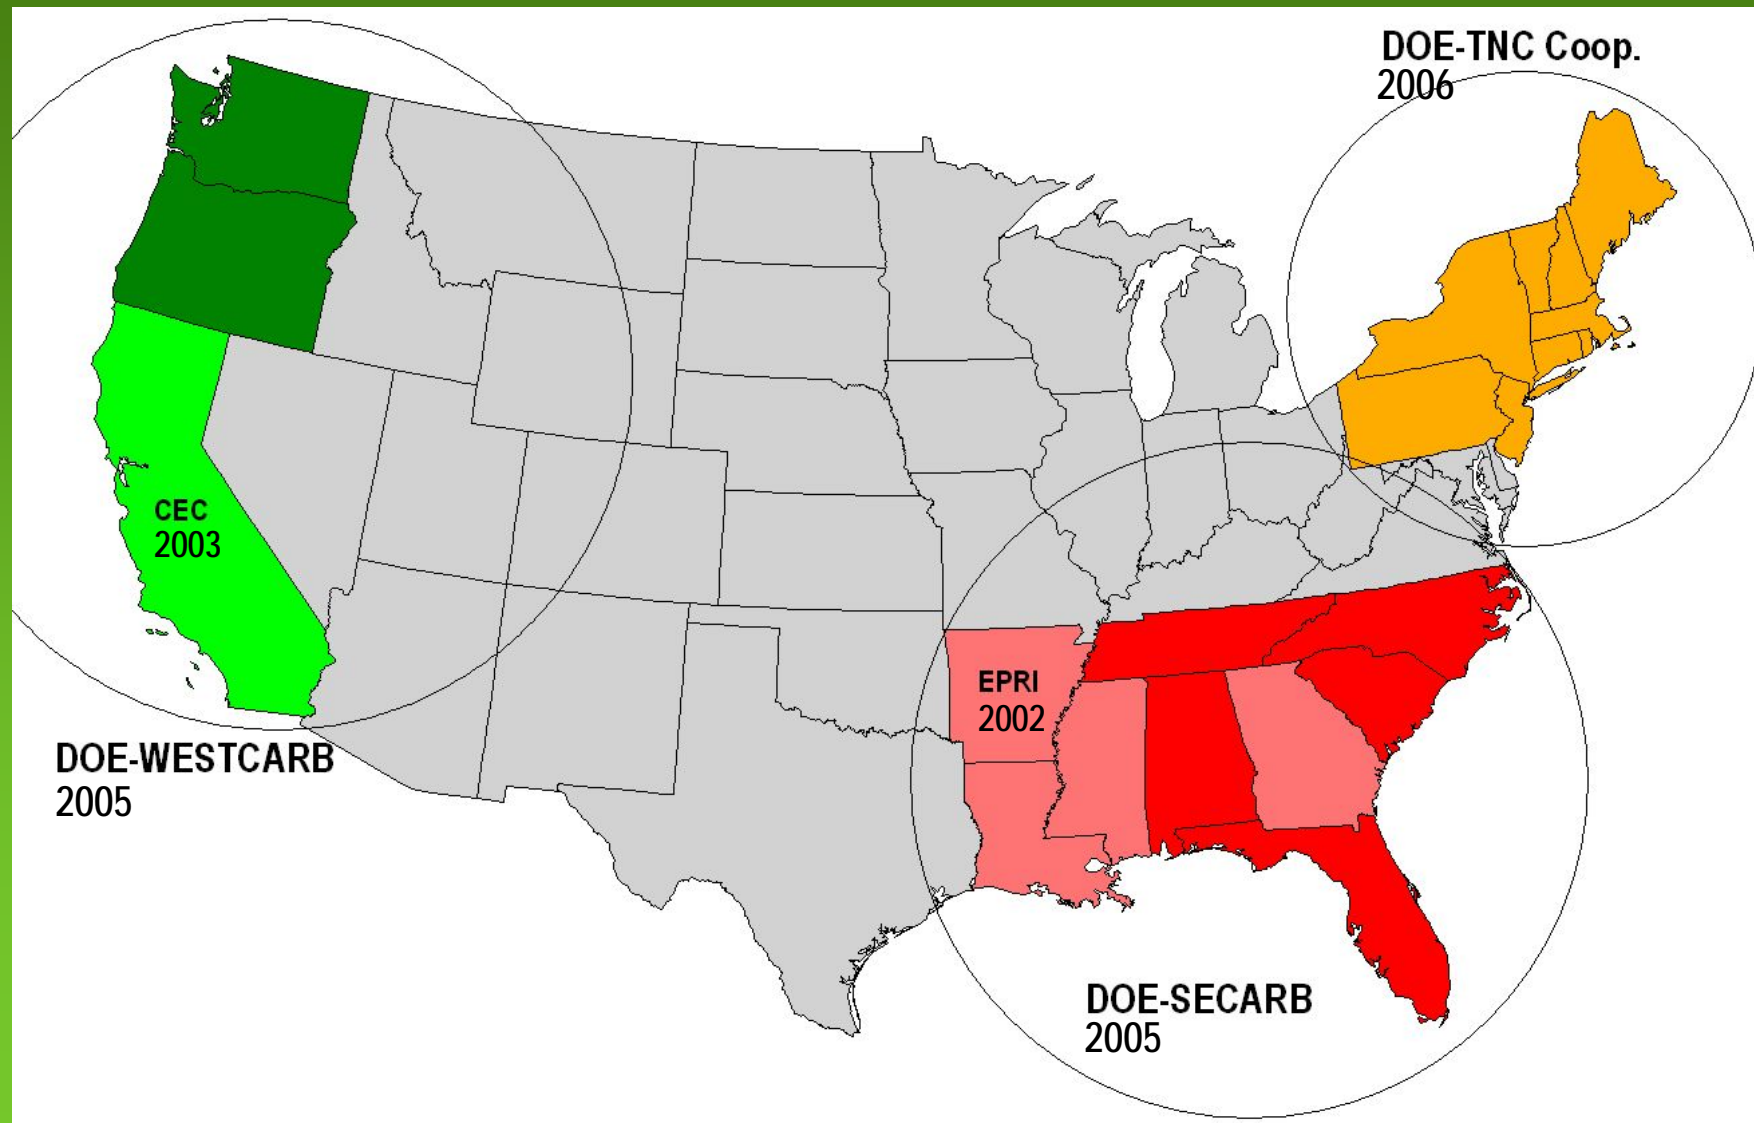 DOE-TNC Coop.
2006
CEC
2003
EPRI
2002
DOE-WESTCARB
2005
DOE-SECARB
2005